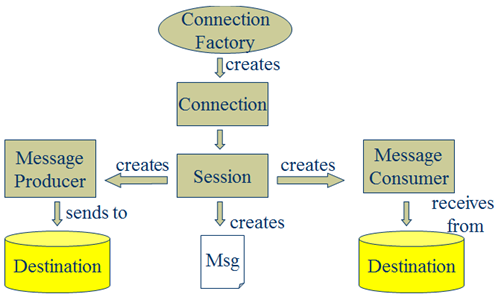 Connection
Factory
creates
Connection
Message
Producer
creates
Session
creates
Message
Consumer
sends to
creates
receives
from
Destination
Msg
Destination